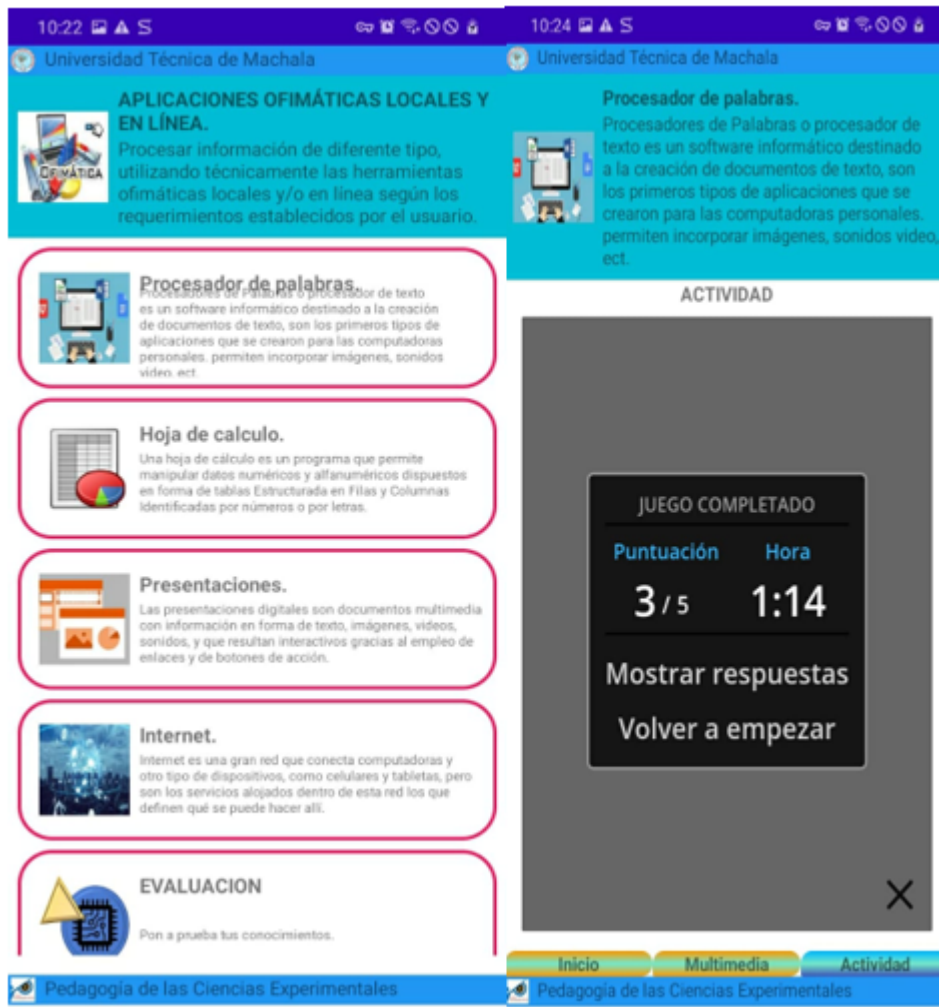 10:22
Universidad Técnica de Machala
APLICACIONES OFIMÁTICAS LOCALES Y
EN LÍNEA.
Procesar información de diferente tipo,
utilizando técnicamente las herramientas
ofimáticas locales y/o en línea según los
requerimientos establecidos por el usuario.
OFIMÁTICA
Procesador de palabras.
Procesadores de Palabras o procesador de texto
es un software informático destinado a la creación
de documentos de texto, son los primeros tipos de
aplicaciones que se crearon para las computadoras
personales. permiten incorporar imágenes, sonidos
video, ect.
Hoja de calculo.
Una hoja de cálculo es un programa que permite
manipular datos numéricos y alfanuméricos dispuestos
en forma de tablas Estructurada en Filas y Columnas
Identificadas por números o por letras.
Presentaciones.
Las presentaciones digitales son documentos multimedia
con información en forma de texto, imágenes, videos,
sonidos, y que resultan interactivos gracias al empleo de
enlaces y de botones de acción.
Internet.
Internet es una gran red que conecta computadoras y
otro tipo de dispositivos, como celulares y tabletas, pero
son los servicios alojados dentro de esta red los que
definen qué se puede hacer allí.
EVALUACION
Pon a prueba tus conocimientos.
Pedagogía de las Ciencias Experimentales
10:24
Universidad Técnica de Machala
Procesador de palabras.
Procesadores de Palabras o procesador de
texto es un software informático destinado
a la creación de documentos de texto, son
los primeros tipos de aplicaciones que se
crearon para las computadoras personales.
permiten incorporar imágenes, sonidos video,
ect.
ACTIVIDAD
JUEGO COMPLETADO
Puntuación Hora
3 / 5 1:14
Mostrar respuestas
Volver a empezar
Inicio Multimedia Actividad
Pedagogía de las Ciencias Experimentales